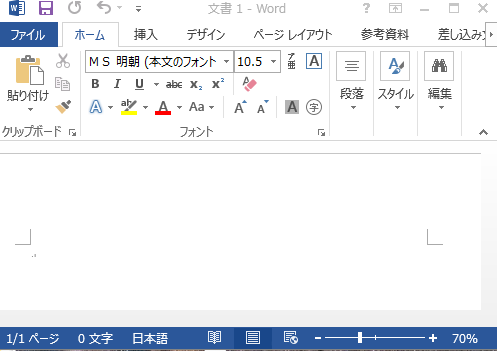 文書 1 - Word
ファイル ホーム 挿入 デザイン ページ レイアウト 参考資料 差し込み文
貼り付け
ＭＳ 明朝 (本文のフォント 10.5 ア亜 A
B I U abc x₂ x²
A ab A Aa A A A 字
段落 スタイル 編集
クリップボード フォント
1/1 ページ 0 文字 日本語 70%